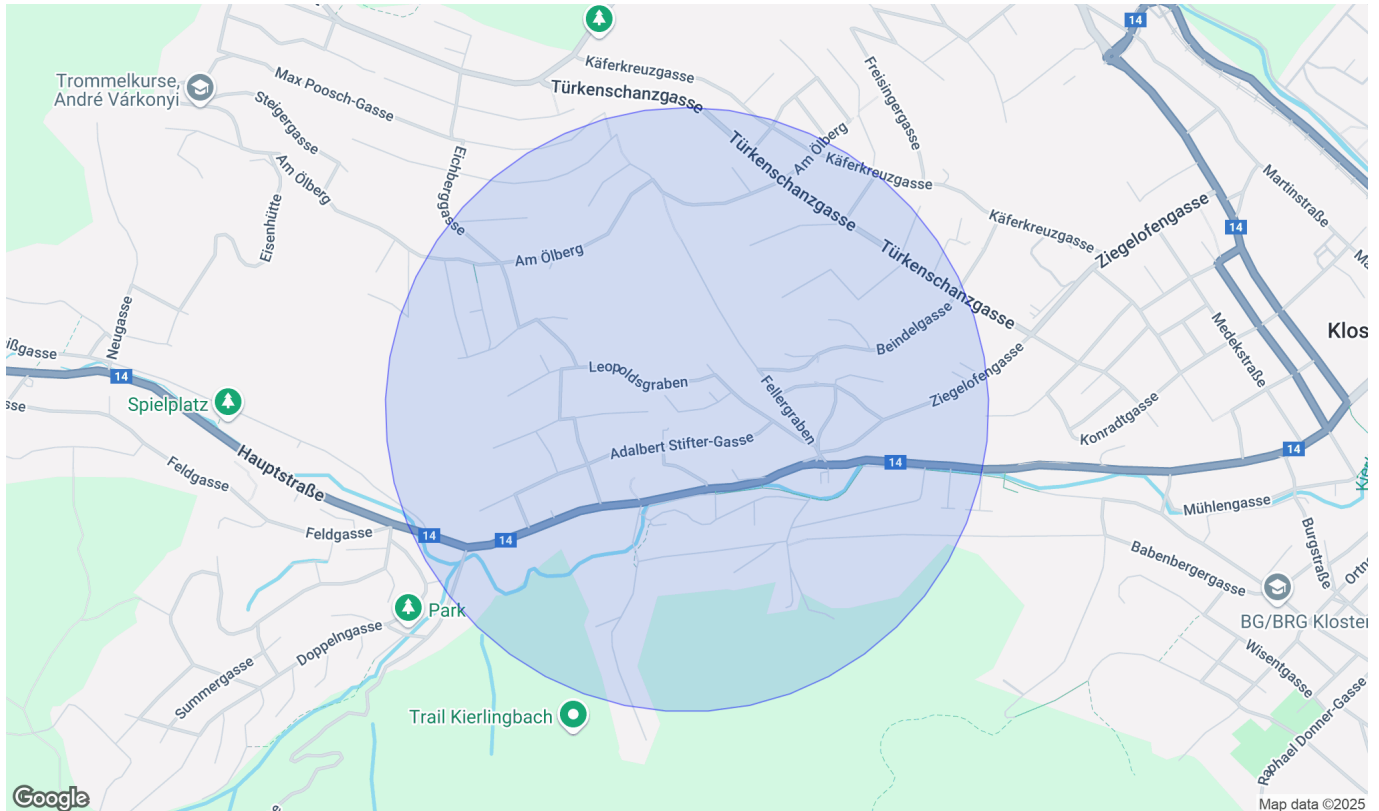 14
Käferkreuzgasse
Türkenschanzgasse
Freisingergasse
Trommelkurse,
André Várkonyi
Max Poosch-Gasse
Steigergasse
Am Ölberg
Eichberggasse
Eisenhütte
Türkenschanzgasse
Am Ölberg
Käferkreuzgasse
Martinstraße
Käferkreuzgasse
Ziegelofengasse
14
Am Ölberg
Türkenschanzgasse
Neugasse
Medekstraße
Klos
Beindelgasse
ißgasse
14
Leopoldsgraben
Fellergraben
Ziegelofengasse
Spielplatz
sse
Konradtgasse
Adalbert Stifter-Gasse
14
14
Hauptstraße
Feldgasse
Mühlengasse
Feldgasse
14
14
Burgstraße
Babenbergergasse
Park
BG/BRG Kloster
Doppelngasse
Wisentgasse
Summergasse
Trail Kierlingbach
Raphael Donner-Gasse
Google
Map data ©2025